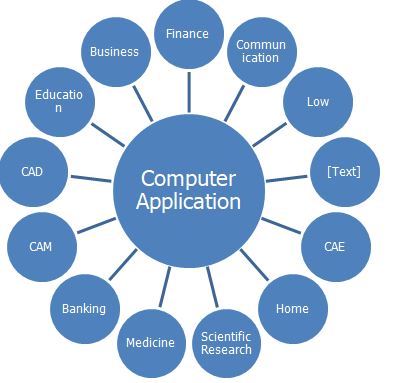 Finance
Commun
ication
Low
[Text]
CAE
Home
Scientific
Research
Medicine
Banking
CAM
CAD
Educatio
n
Business
Computer
Application